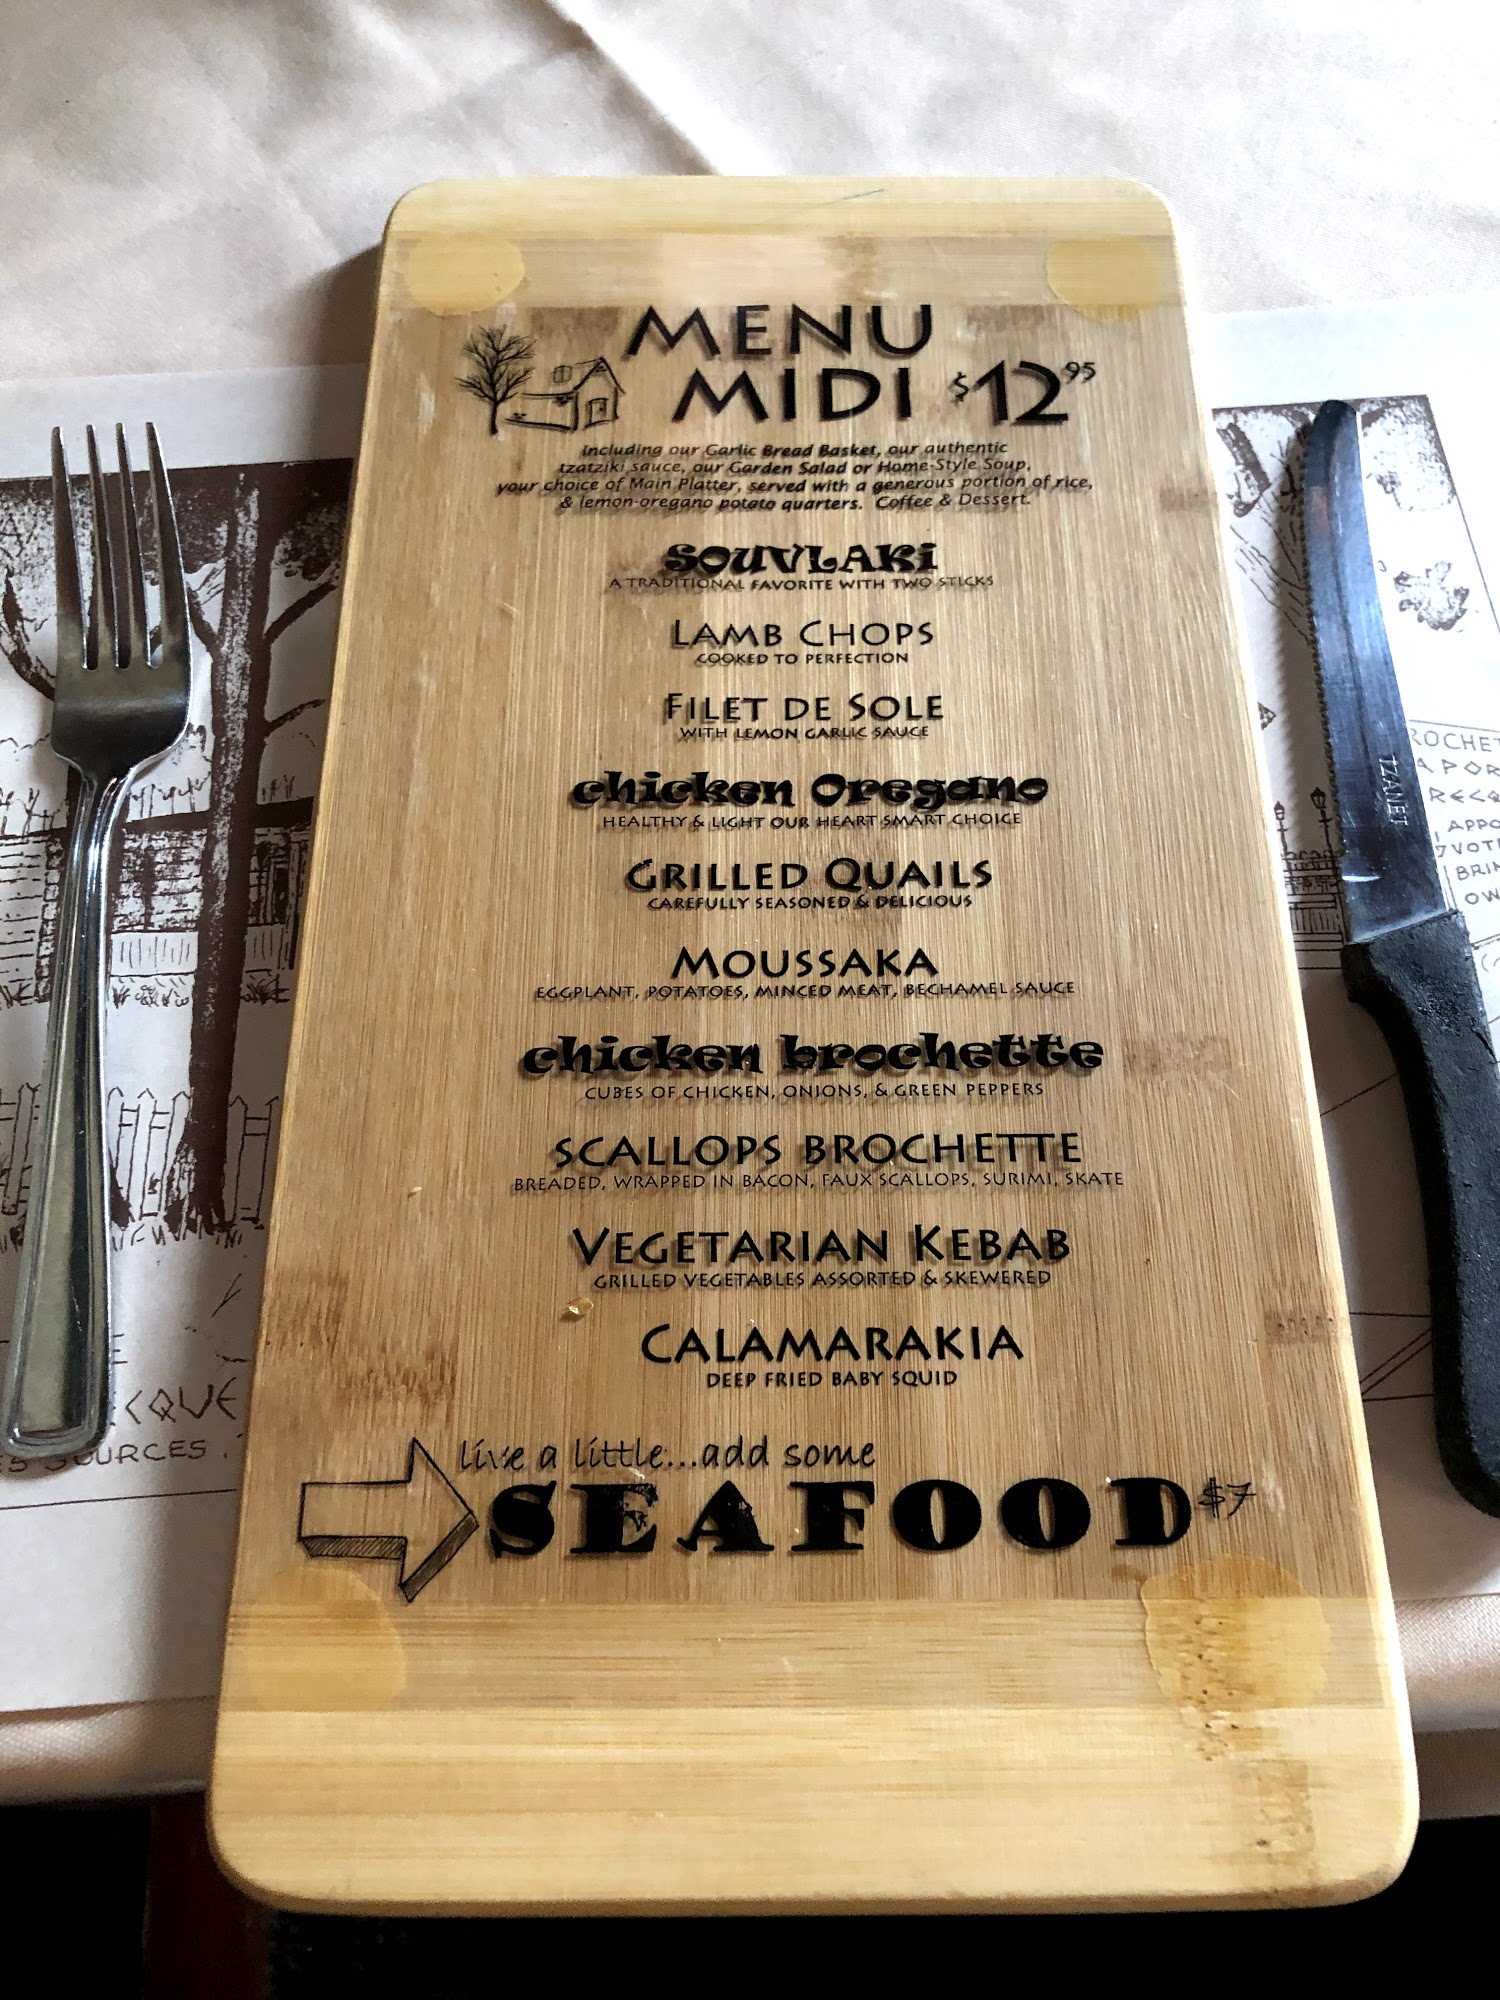 MENU
MIDI $12.95
Including our Garlic Bread Basket, our authentic
tzatziki sauce, our Garden Salad or Home-Style Soup,
your choice of Main Platter, served with a generous portion of rice,
& lemon-oregano potato quarters. Coffee & Dessert.
SOUVLAKi
A TRADITIONAL FAVORITE WITH TWO STICKS
LAMB CHOPS
COOKED TO PERFECTION
FILET DE SOLE
WITH LEMON GARLIC SAUCE
chicken Oregano
HEALTHY & LIGHT OUR HEART SMART CHOICE
GRILLED QUAILS
CAREFULLY SEASONED & DELICIOUS
MOUSSAKA
EGGPLANT, POTATOES, MINCED MEAT, BECHAMEL SAUCE
chicken brochette
CUBES OF CHICKEN, ONIONS, & GREEN PEPPERS
SCALLOPS BROCHETTE
BREADED, WRAPPED IN BACON, FAUX SCALLOPS, SURIMI, SKATE
VEGETARIAN KEBAB
GRILLED VEGETABLES ASSORTED & SKEWERED
CALAMARAKIA
DEEP FRIED BABY SQUID
live a little...add some
SEAFOOD $7
TZANET